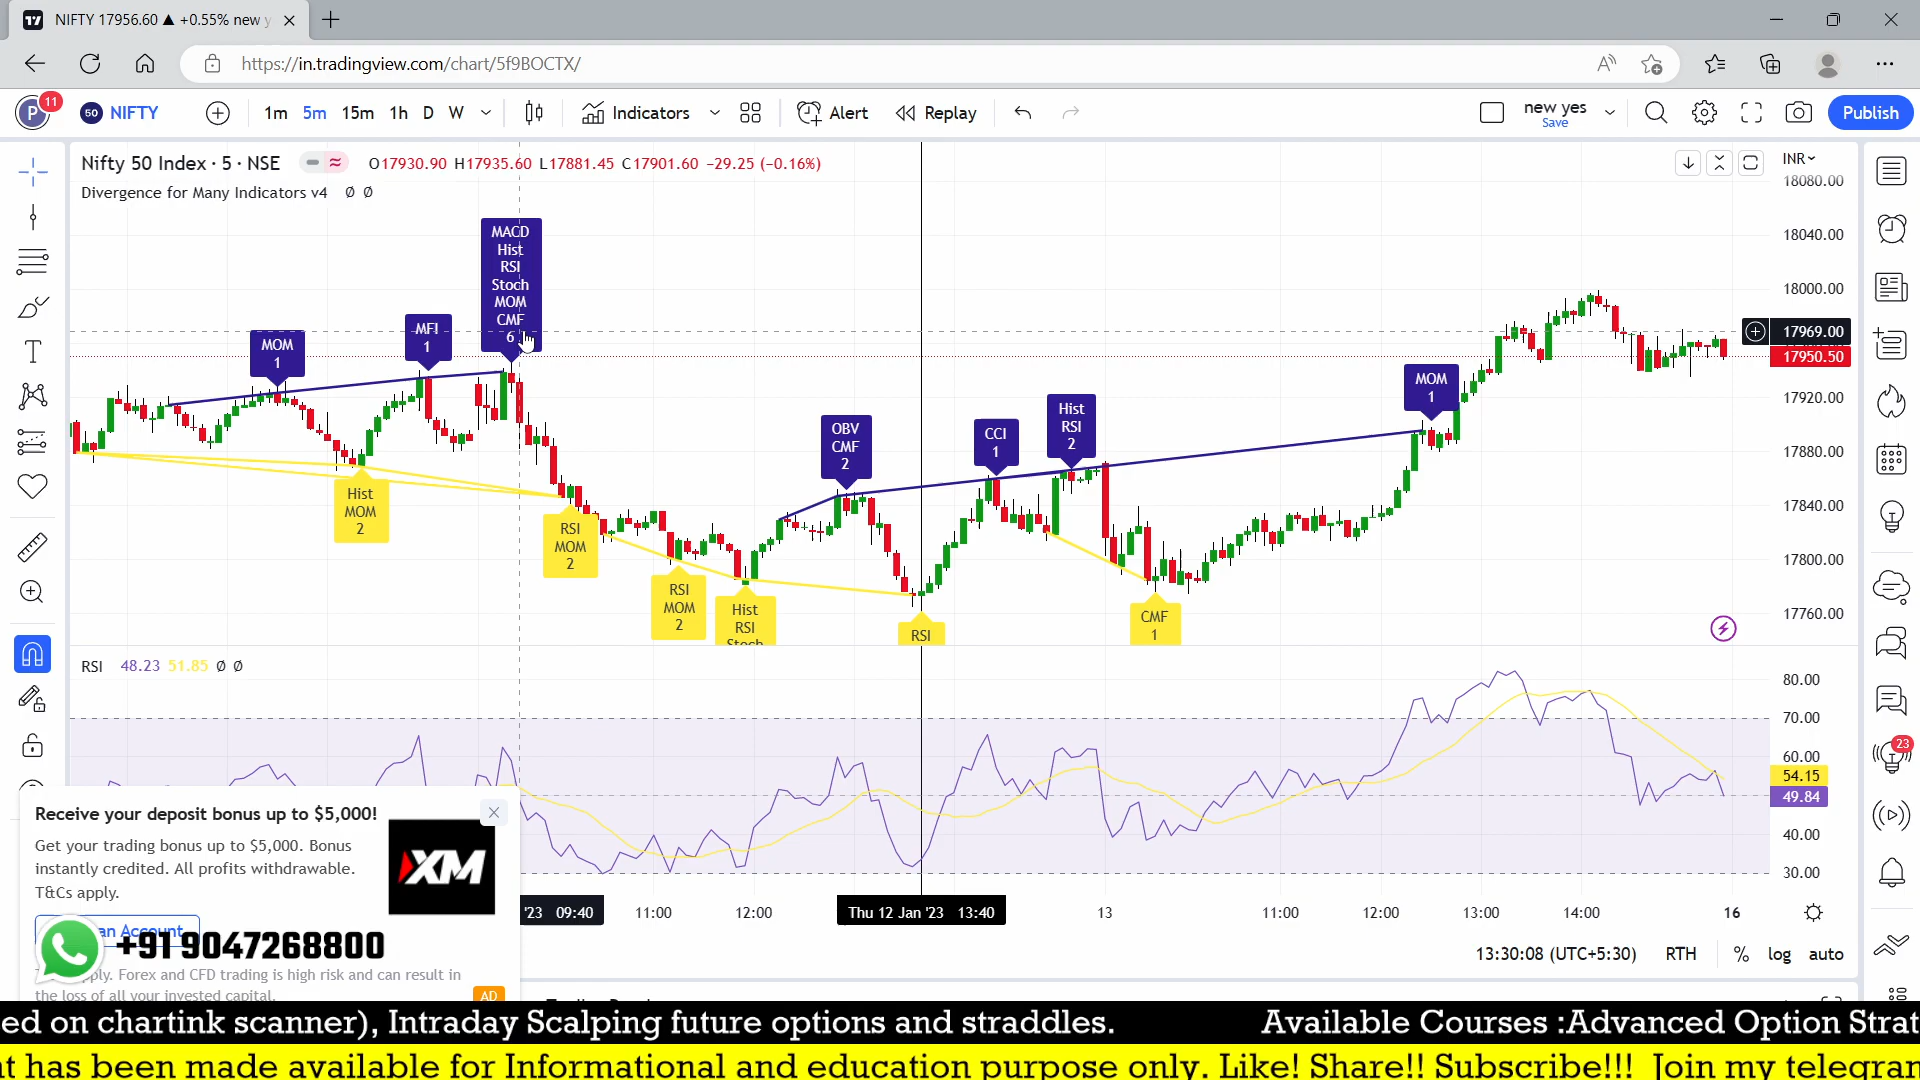 NIFTY 17956.60 ▲ +0.55% new y
https://in.tradingview.com/chart/5f9BOCTX/
P 11 50 NIFTY 1m 5m 15m 1h D W Indicators Alert Replay new yes Save Publish
Nifty 50 Index · 5 · NSE O17930.90 H17935.60 L17881.45 C17901.60 -29.25 (-0.16%)
INR
Divergence for Many Indicators v4 Ø Ø
18080.00
18040.00
18000.00
17969.00
17950.50
17920.00
17880.00
17840.00
17800.00
17760.00
MOM
1
MFI
1
MACD
Hist
RSI
Stoch
MOM
CMF
6
OBV
CMF
2
CCI
1
Hist
RSI
2
MOM
1
Hist
MOM
2
RSI
MOM
2
RSI
MOM
2
Hist
RSI
Stoch
RSI
CMF
1
RSI 48.23 51.85 Ø Ø
80.00
70.00
60.00
54.15
49.84
40.00
30.00
23
Receive your deposit bonus up to $5,000!
Get your trading bonus up to $5,000. Bonus
instantly credited. All profits withdrawable.
T&Cs apply.
XM
an Account
+91 9047268800
ply. Forex and CFD trading is high risk and can result in
the loss of all your invested capital.
AD
'23 09:40 11:00 12:00 Thu 12 Jan '23 13:40 13 11:00 12:00 13:00 14:00 16
13:30:08 (UTC+5:30) RTH % log auto
ed on chartink scanner), Intraday Scalping future options and straddles. Available Courses :Advanced Option Strat
t has been made available for Informational and education purpose only. Like! Share!! Subscribe!!! Join my telegran